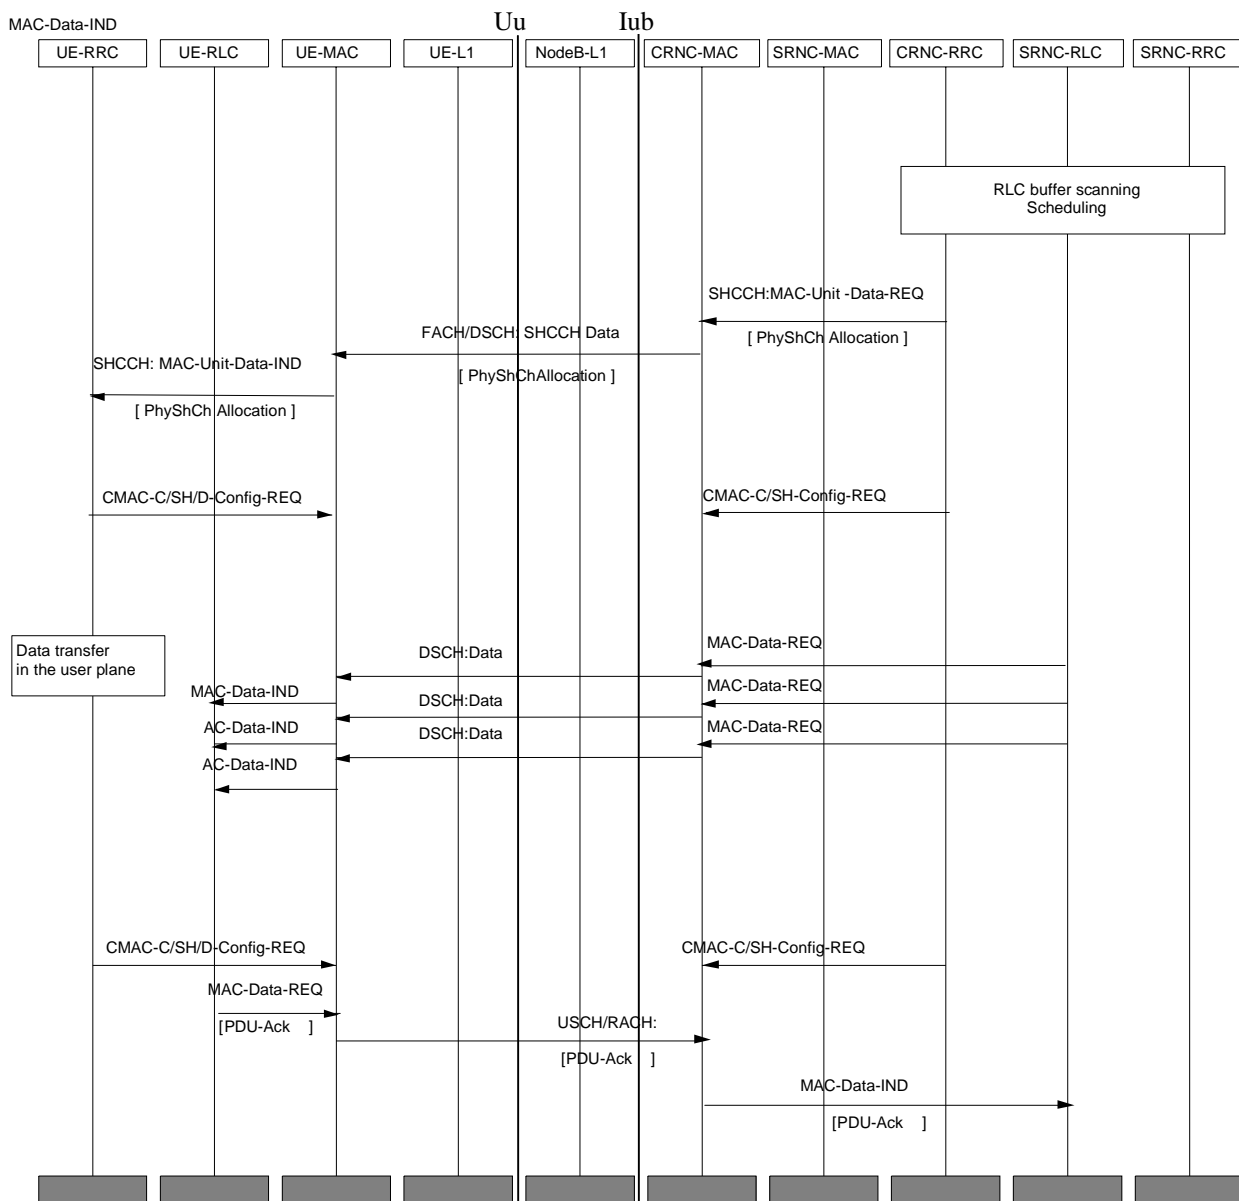 Uu
Iub
MAC-Data-IND
UE-RRC
UE-RLC
UE-MAC
UE-L1
NodeB-L1
CRNC-MAC
SRNC-MAC
CRNC-RRC
SRNC-RLC
SRNC-RRC
RLC buffer scanning
Scheduling
SHCCH:MAC-Unit -Data-REQ
[ PhyShCh Allocation ]
FACH/DSCH: SHCCH Data
[ PhyShChAllocation ]
SHCCH: MAC-Unit-Data-IND
[ PhyShCh Allocation ]
CMAC-C/SH/D-Config-REQ
CMAC-C/SH-Config-REQ
Data transfer
in the user plane
MAC-Data-REQ
DSCH:Data
MAC-Data-IND
MAC-Data-REQ
DSCH:Data
AC-Data-IND
MAC-Data-REQ
DSCH:Data
AC-Data-IND
CMAC-C/SH/D-Config-REQ
CMAC-C/SH-Config-REQ
MAC-Data-REQ
[PDU-Ack ]
USCH/RACH:
[PDU-Ack ]
MAC-Data-IND
[PDU-Ack ]